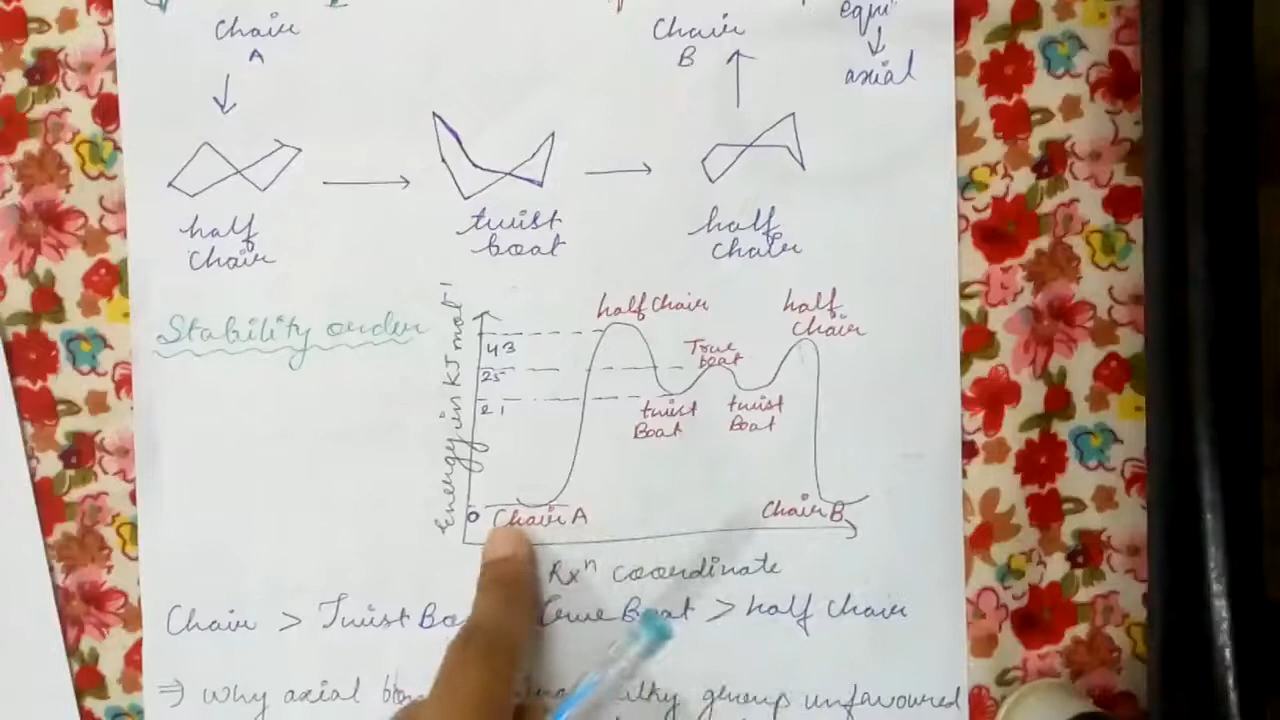 Chair
A
Chair
B
equi
axial
half
Chair
twist
boat
half
Chair
Stability order
Energy in KJ mol⁻¹
43
25
21
0
half Chair
True
boat
half
Chair
twist
Boat
twist
Boat
Chair A
Chair B
Rxⁿ coordinate
Chair > Twist Boat > half Chair
⇒ Why axial group unfavoured